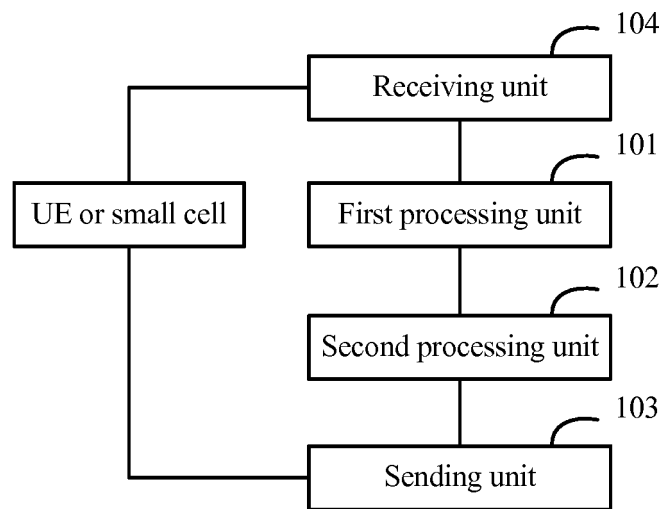 104
Receiving unit
101
UE or small cell
First processing unit
102
Second processing unit
103
Sending unit